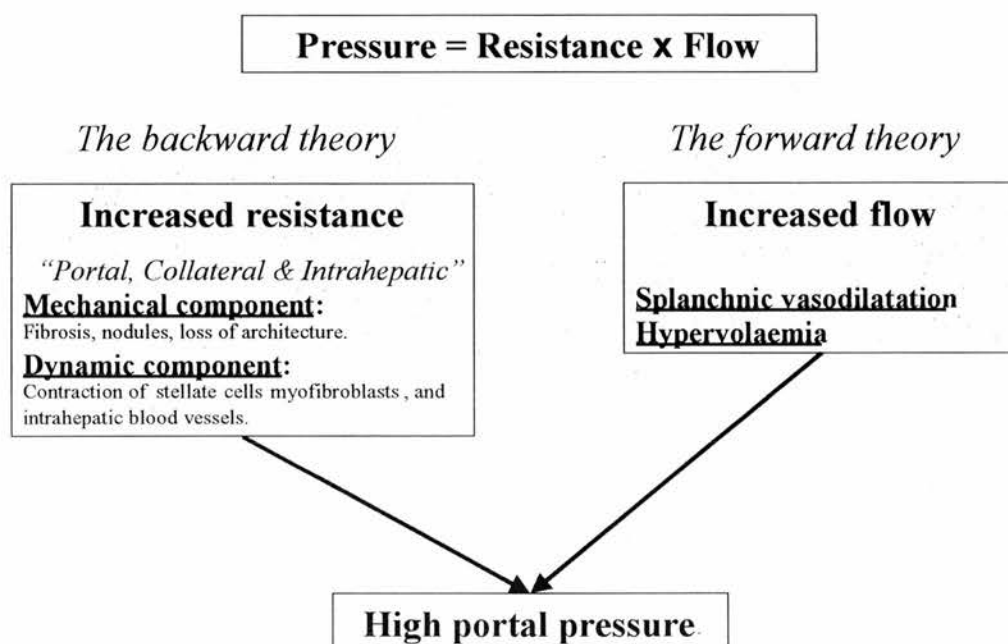 Pressure = Resistance x Flow
The backward theory
The forward theory
Increased resistance
"Portal, Collateral & Intrahepatic"
Mechanical component:
Fibrosis, nodules, loss of architecture.
Dynamic component:
Contraction of stellate cells myofibroblasts , and
intrahepatic blood vessels.
Increased flow
Splanchnic vasodilatation
Hypervolaemia
High portal pressure